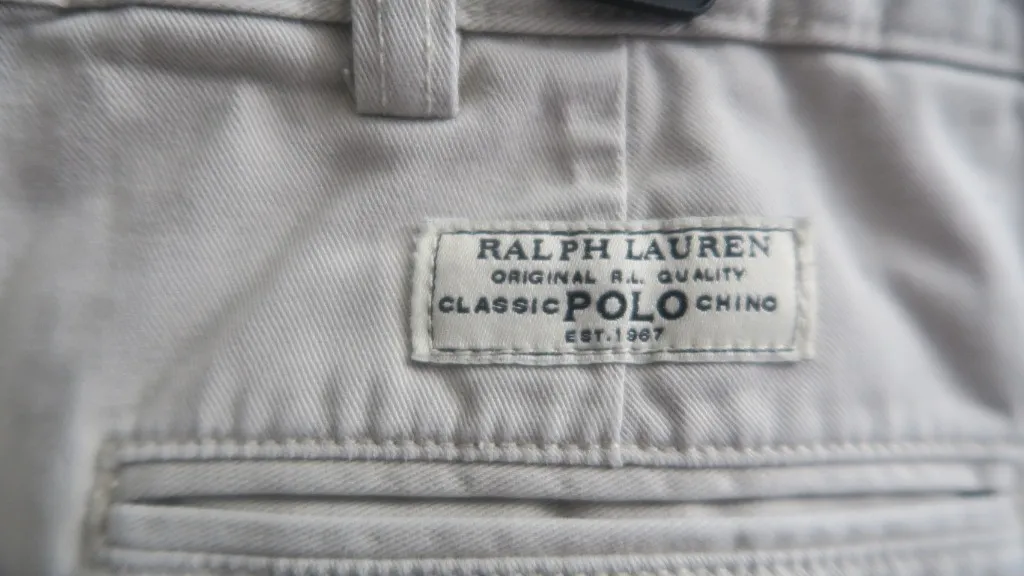 RALPH LAUREN
ORIGINAL R.L. QUALITY
CLASSIC POLO CHINO
EST. 1967